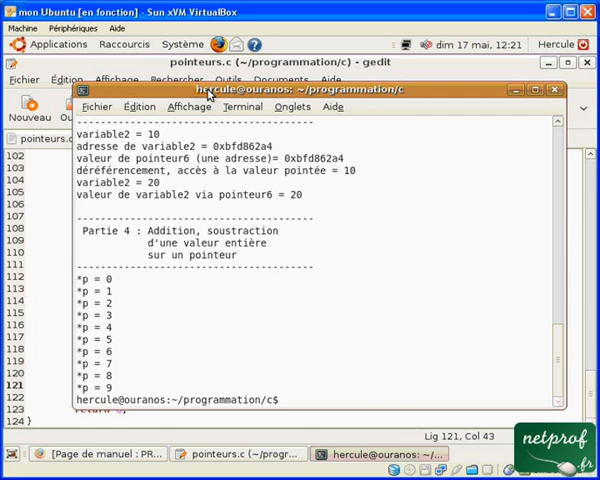 mon Ubuntu [en fonction] - Sun xVM VirtualBox
Machine Périphériques Aide
Applications Raccourcis Système dim 17 mai, 12:21 Hercule
pointeurs.c (~/programmation/c) - gedit
Fichier Édition Affichage Rechercher Outils Documents Aide
hercule@ouranos: ~/programmation/c
Fichier Édition Affichage Terminal Onglets Aide
Nouveau
pointeurs.c
---------------------------------------
variable2 = 10
adresse de variable2 = 0xbfd862a4
valeur de pointeur6 (une adresse)= 0xbfd862a4
déréférencement, accès à la valeur pointée = 10
variable2 = 20
valeur de variable2 via pointeur6 = 20
---------------------------------------
Partie 4 : Addition, soustraction
d'une valeur entière
sur un pointeur
---------------------------------------
*p = 0
*p = 1
*p = 2
*p = 3
*p = 4
*p = 5
*p = 6
*p = 7
*p = 8
*p = 9
hercule@ouranos:~/programmation/c$
102
103
104
105
106
107
108
109
110
111
112
113
114
115
116
117
118
119
120
121
122
123
124 }
Lig 121, Col 43
[Page de manuel : PR... pointeurs.c (~/progr... hercule@ouranos: ~/...
netprof
.fr